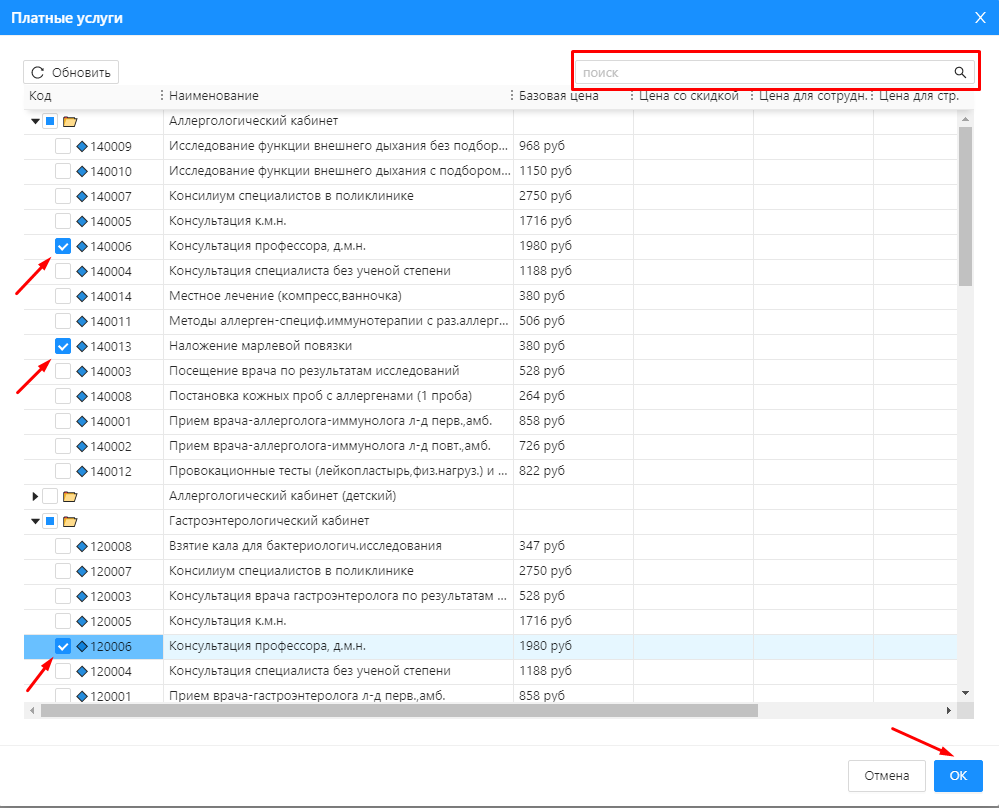 Платные услуги X
Обновить поиск
Код Наименование Базовая цена Цена со скидкой Цена для сотрудн. Цена для стр.
Аллергологический кабинет
140009 Исследование функции внешнего дыхания без подбор... 968 руб
140010 Исследование функции внешнего дыхания с подбором... 1150 руб
140007 Консилиум специалистов в поликлинике 2750 руб
140005 Консультация к.м.н. 1716 руб
140006 Консультация профессора, д.м.н. 1980 руб
140004 Консультация специалиста без ученой степени 1188 руб
140014 Местное лечение (компресс,ванночка) 380 руб
140011 Методы аллерген-специф.иммунотерапии с раз.аллерг... 506 руб
140013 Наложение марлевой повязки 380 руб
140003 Посещение врача по результатам исследований 528 руб
140008 Постановка кожных проб с аллергенами (1 проба) 264 руб
140001 Прием врача-аллерголога-иммунолога л-д перв.,амб. 858 руб
140002 Прием врача-аллерголога-иммунолога л-д повт.,амб. 726 руб
140012 Провокационные тесты (лейкопластырь,физ.нагруз.) и ... 822 руб
Аллергологический кабинет (детский)
Гастроэнтерологический кабинет
120008 Взятие кала для бактериологич.исследования 347 руб
120007 Консилиум специалистов в поликлинике 2750 руб
120003 Консультация врача гастроэнтеролога по результатам ... 528 руб
120005 Консультация к.м.н. 1716 руб
120006 Консультация профессора, д.м.н. 1980 руб
120004 Консультация специалиста без ученой степени 1188 руб
120001 Прием врача-гастроэнтеролога л-д перв.,амб. 858 руб
Отмена ОК